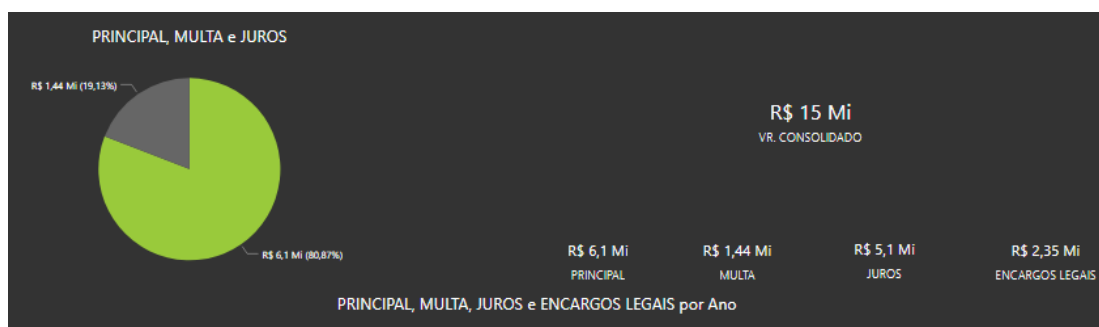 PRINCIPAL, MULTA e JUROS
R$ 1,44 Mi (19,13%)
R$ 6,1 Mi (80,87%)
R$ 15 Mi
VR. CONSOLIDADO
R$ 6,1 Mi
PRINCIPAL
R$ 1,44 Mi
MULTA
R$ 5,1 Mi
JUROS
R$ 2,35 Mi
ENCARGOS LEGAIS
PRINCIPAL, MULTA, JUROS e ENCARGOS LEGAIS por Ano